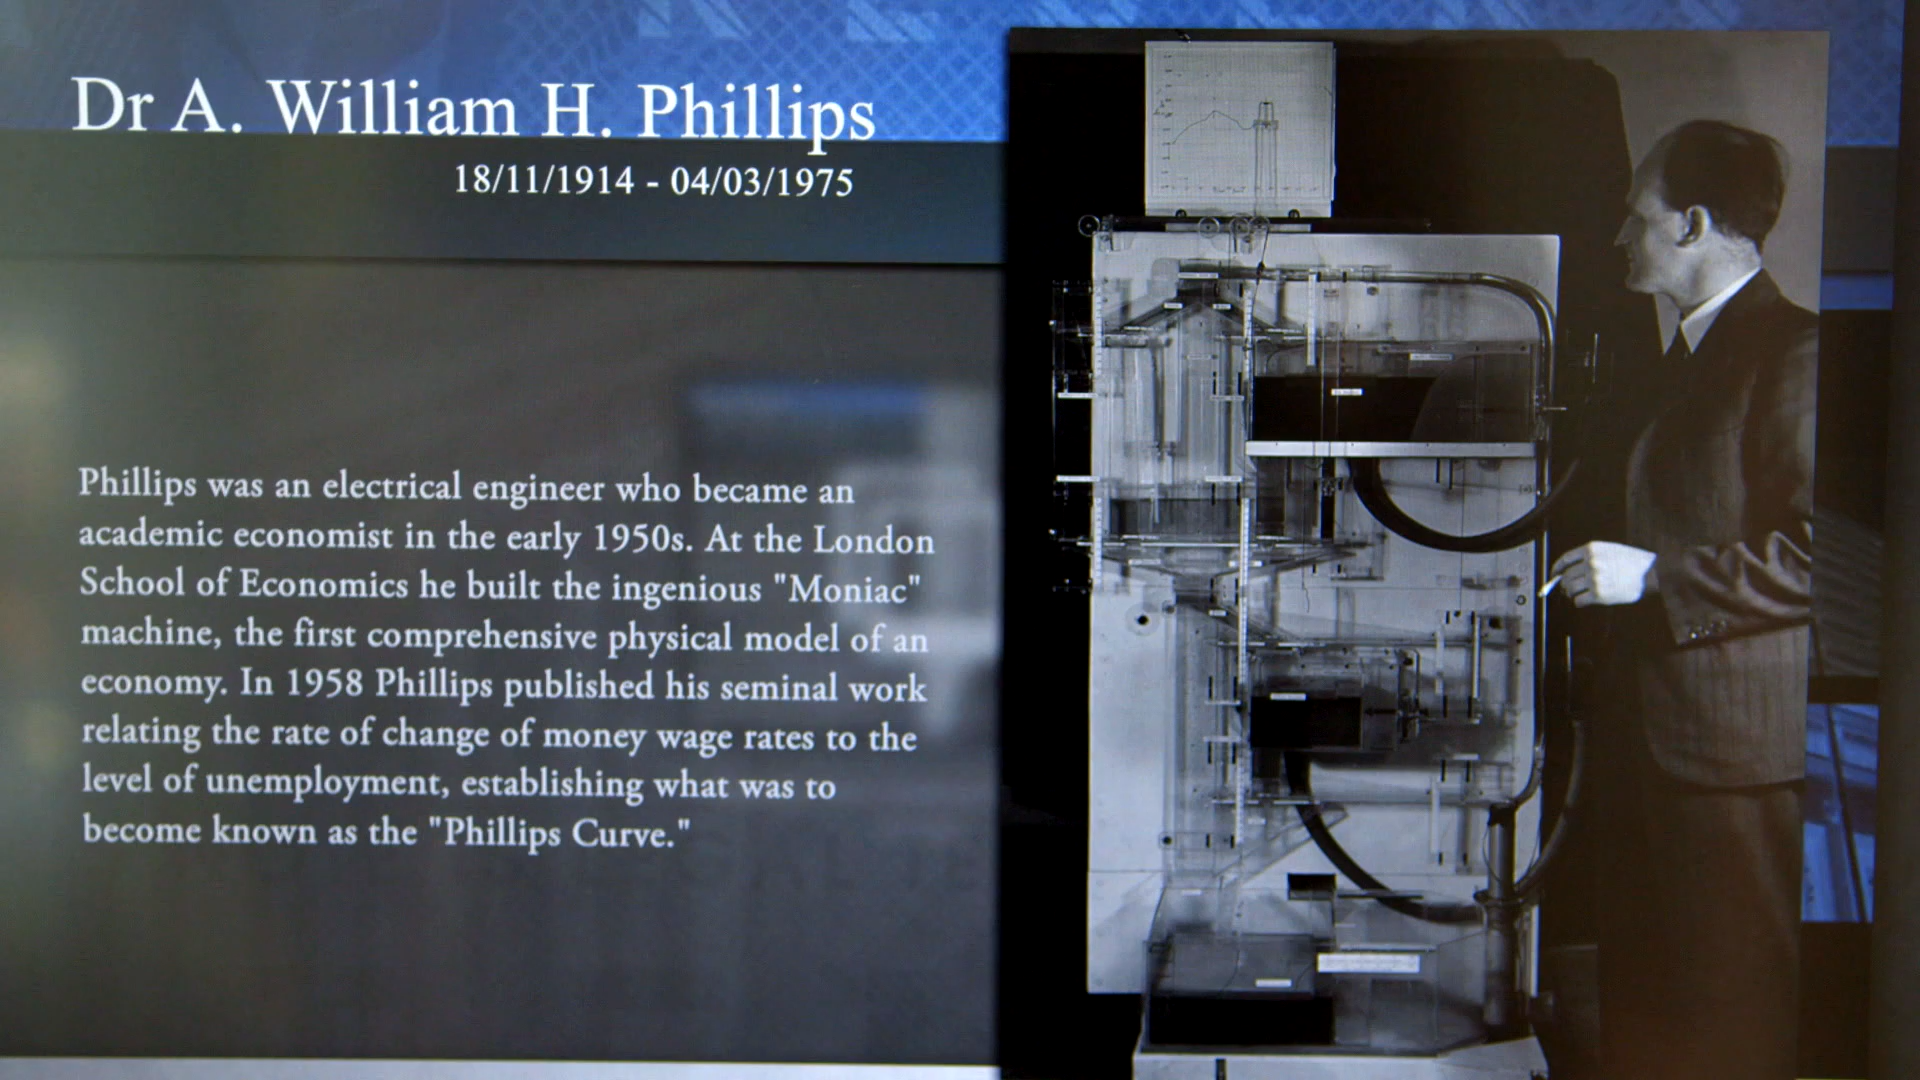 Dr A. William H. Phillips
18/11/1914 - 04/03/1975
Phillips was an electrical engineer who became an
academic economist in the early 1950s. At the London
School of Economics he built the ingenious "Moniac"
machine, the first comprehensive physical model of an
economy. In 1958 Phillips published his seminal work
relating the rate of change of money wage rates to the
level of unemployment, establishing what was to
become known as the "Phillips Curve."